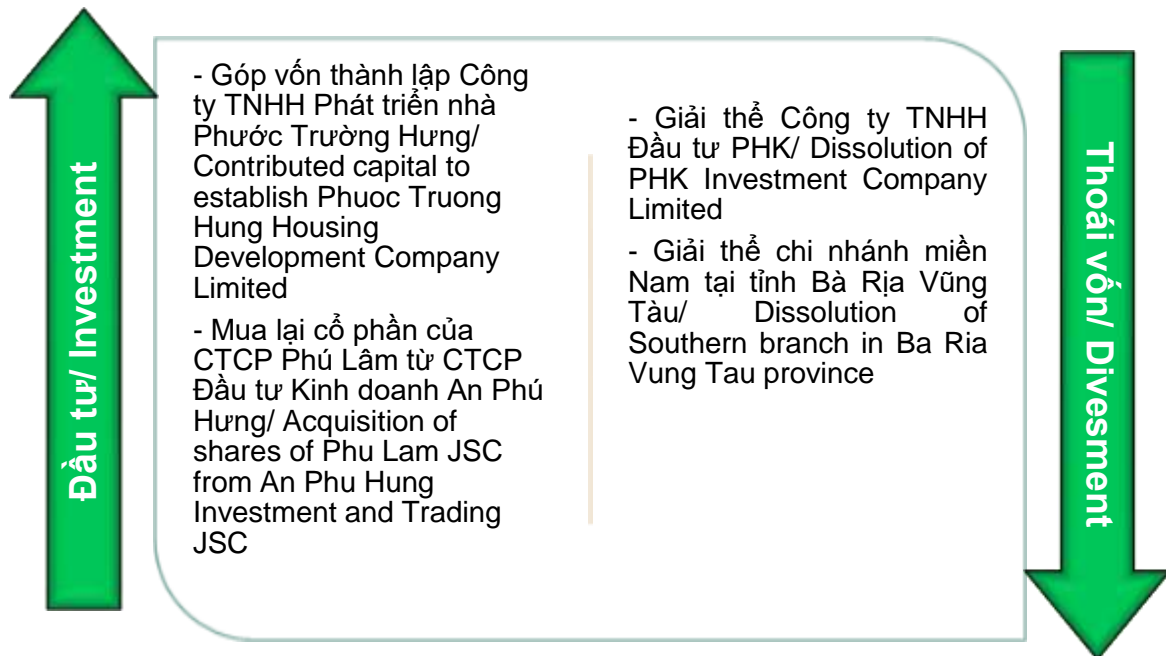 Đầu tư/ Investment
- Góp vốn thành lập Công
ty TNHH Phát triển nhà
Phước Trường Hưng/
Contributed capital to
establish Phuoc Truong
Hung Housing
Development Company
Limited
- Mua lại cổ phần của
CTCP Phú Lâm từ CTCP
Đầu tư Kinh doanh An Phú
Hưng/ Acquisition of
shares of Phu Lam JSC
from An Phu Hung
Investment and Trading
JSC
- Giải thể Công ty TNHH
Đầu tư PHK/ Dissolution of
PHK Investment Company
Limited
- Giải thể chi nhánh miền
Nam tại tỉnh Bà Rịa Vũng
Tàu/ Dissolution of
Southern branch in Ba Ria
Vung Tau province
Thoái vốn/ Divesment